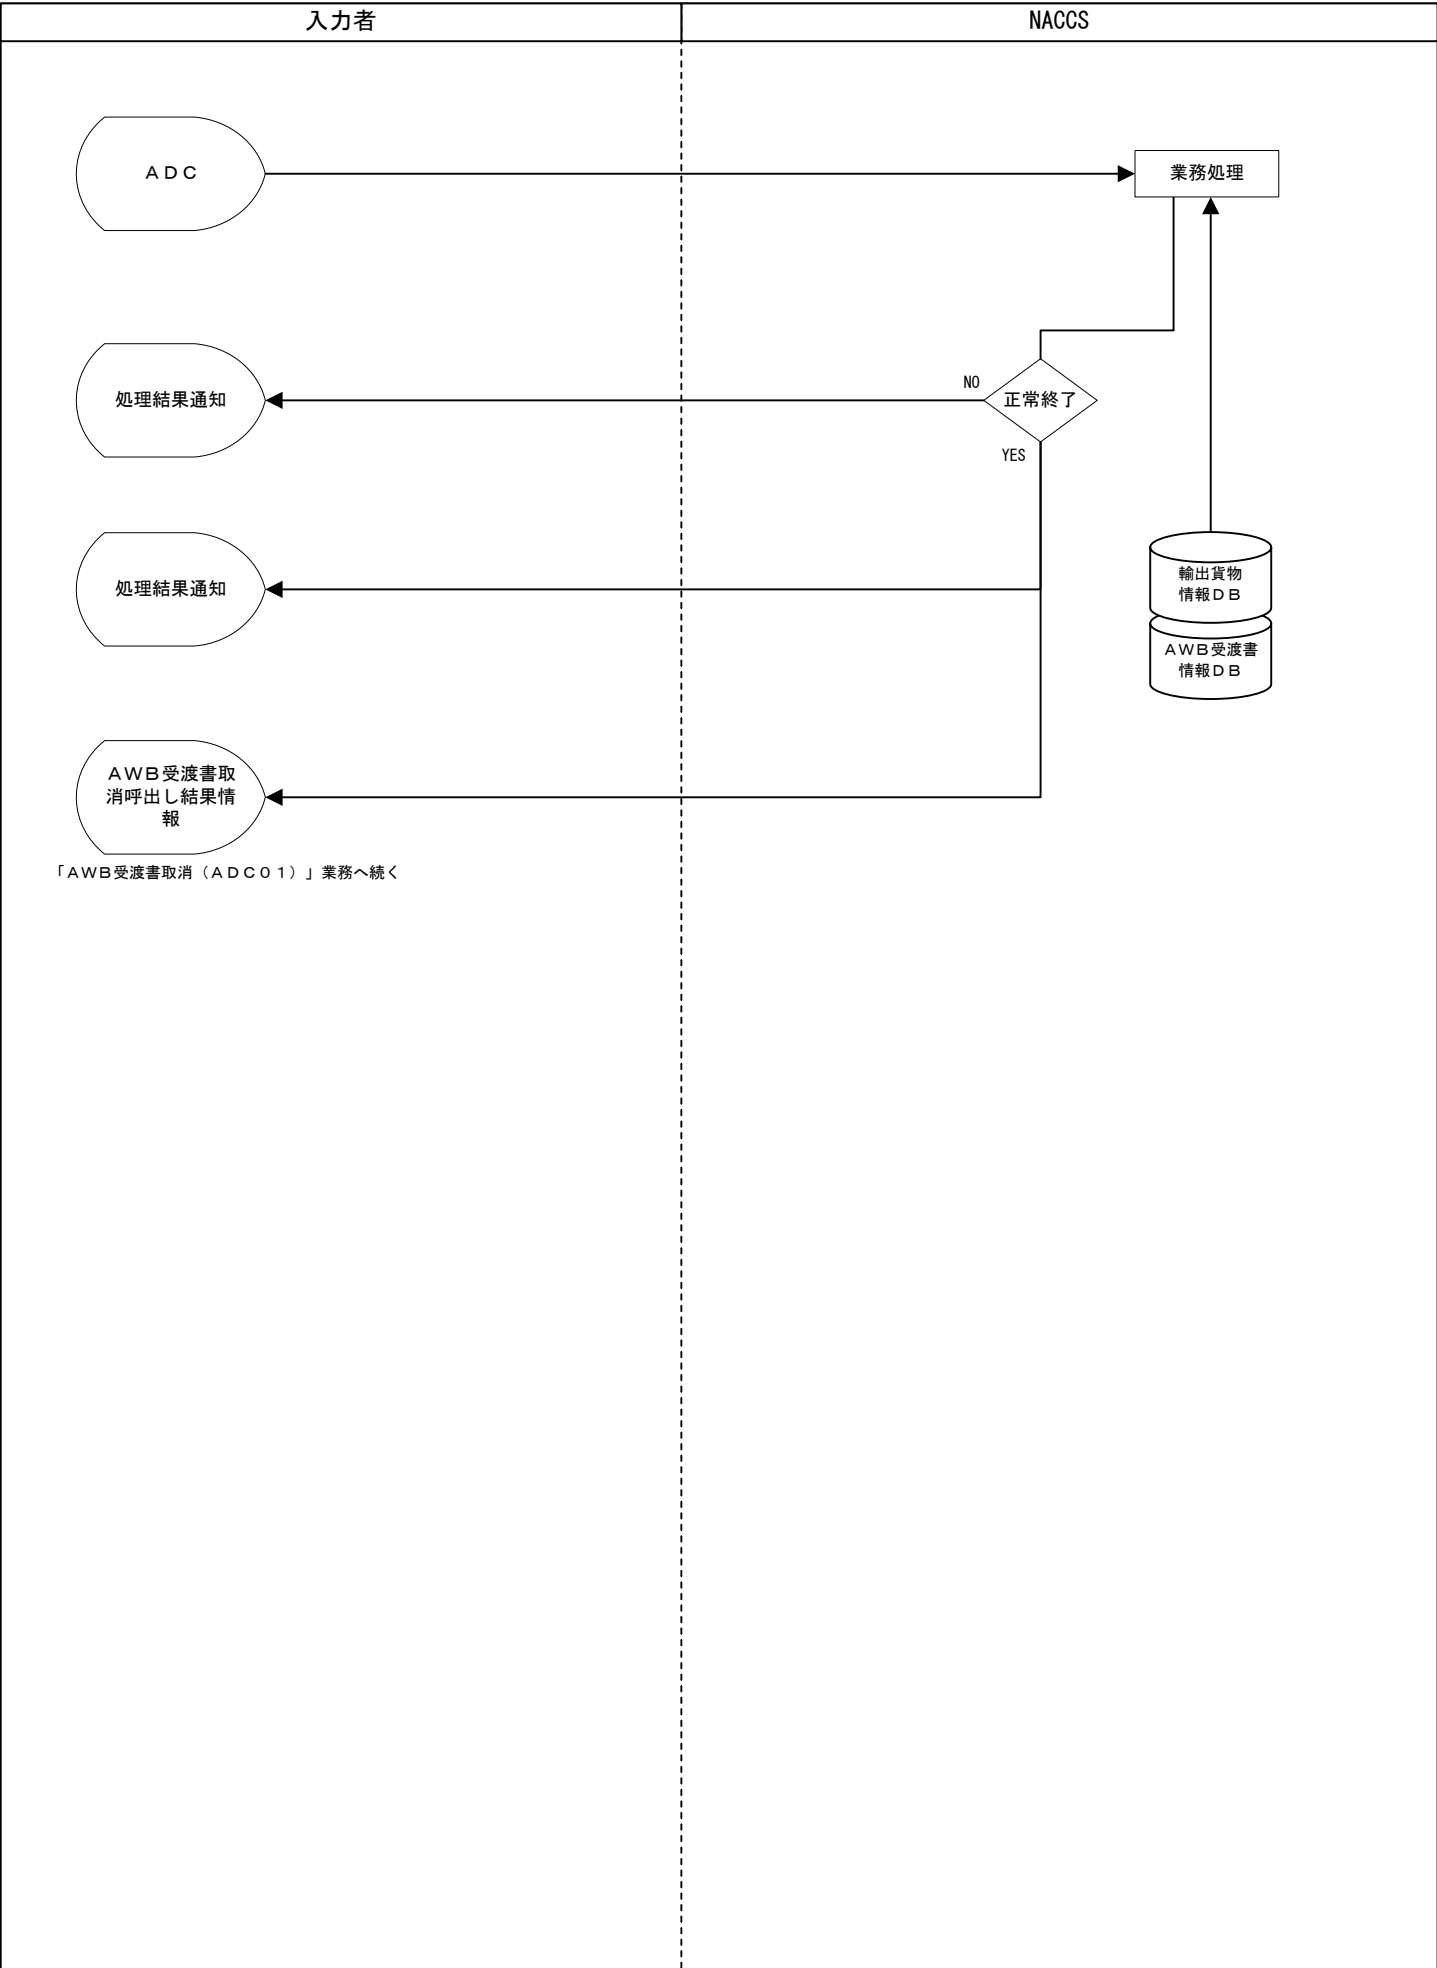 入力者
NACCS
ＡＤＣ
業務処理
処理結果通知
NO
正常終了
YES
処理結果通知
輸出貨物
情報ＤＢ
ＡＷＢ受渡書
情報ＤＢ
ＡＷＢ受渡書取
消呼出し結果情
報
「ＡＷＢ受渡書取消（ＡＤＣ０１）」業務へ続く